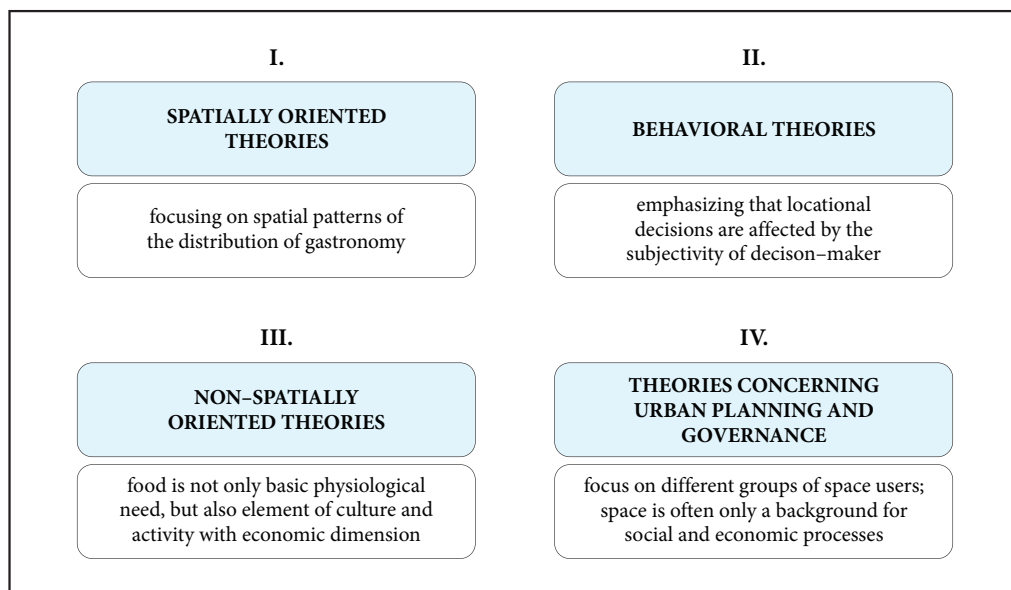 I.
SPATIALLY ORIENTED
THEORIES
focusing on spatial patterns of
the distribution of gastronomy
II.
BEHAVIORAL THEORIES
emphasizing that locational
decisions are affected by the
subjectivity of decison–maker
III.
NON–SPATIALLY
ORIENTED THEORIES
food is not only basic physiological
need, but also element of culture and
activity with economic dimension
IV.
THEORIES CONCERNING
URBAN PLANNING AND
GOVERNANCE
focus on different groups of space users;
space is often only a background for
social and economic processes